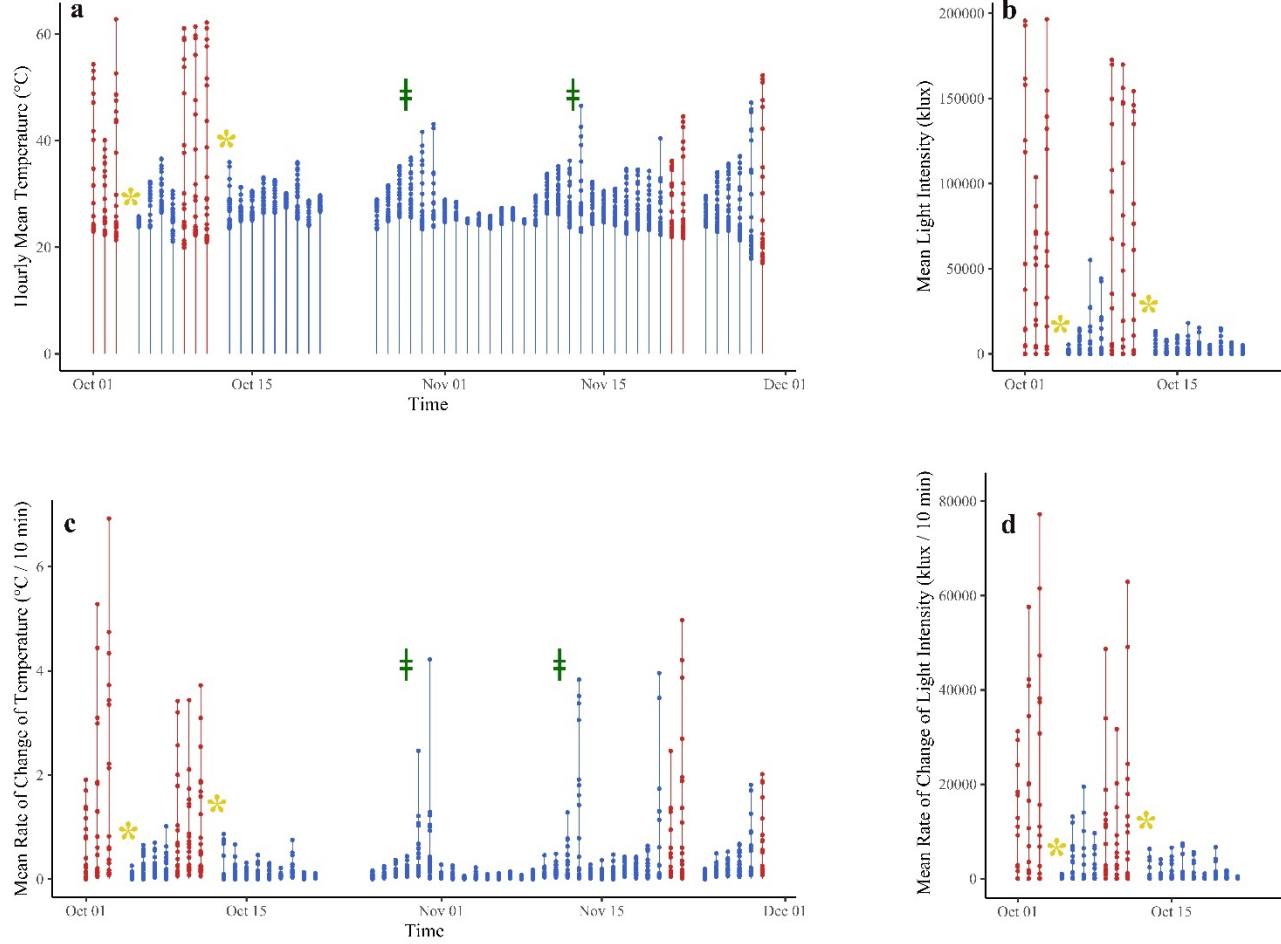 a
Hourly Mean Temperature (°C)
60
40
20
0
‡
‡
*
*
Oct 01
Oct 15
Nov 01
Nov 15
Dec 01
Time
b
Mean Light Intensity (klux)
200000
150000
100000
50000
0
*
*
Oct 01
Oct 15
c
Mean Rate of Change of Temperature (°C / 10 min)
6
4
2
0
‡
‡
*
*
Oct 01
Oct 15
Nov 01
Nov 15
Dec 01
Time
d
Mean Rate of Change of Light Intensity (klux / 10 min)
80000
60000
40000
20000
0
*
*
Oct 01
Oct 15